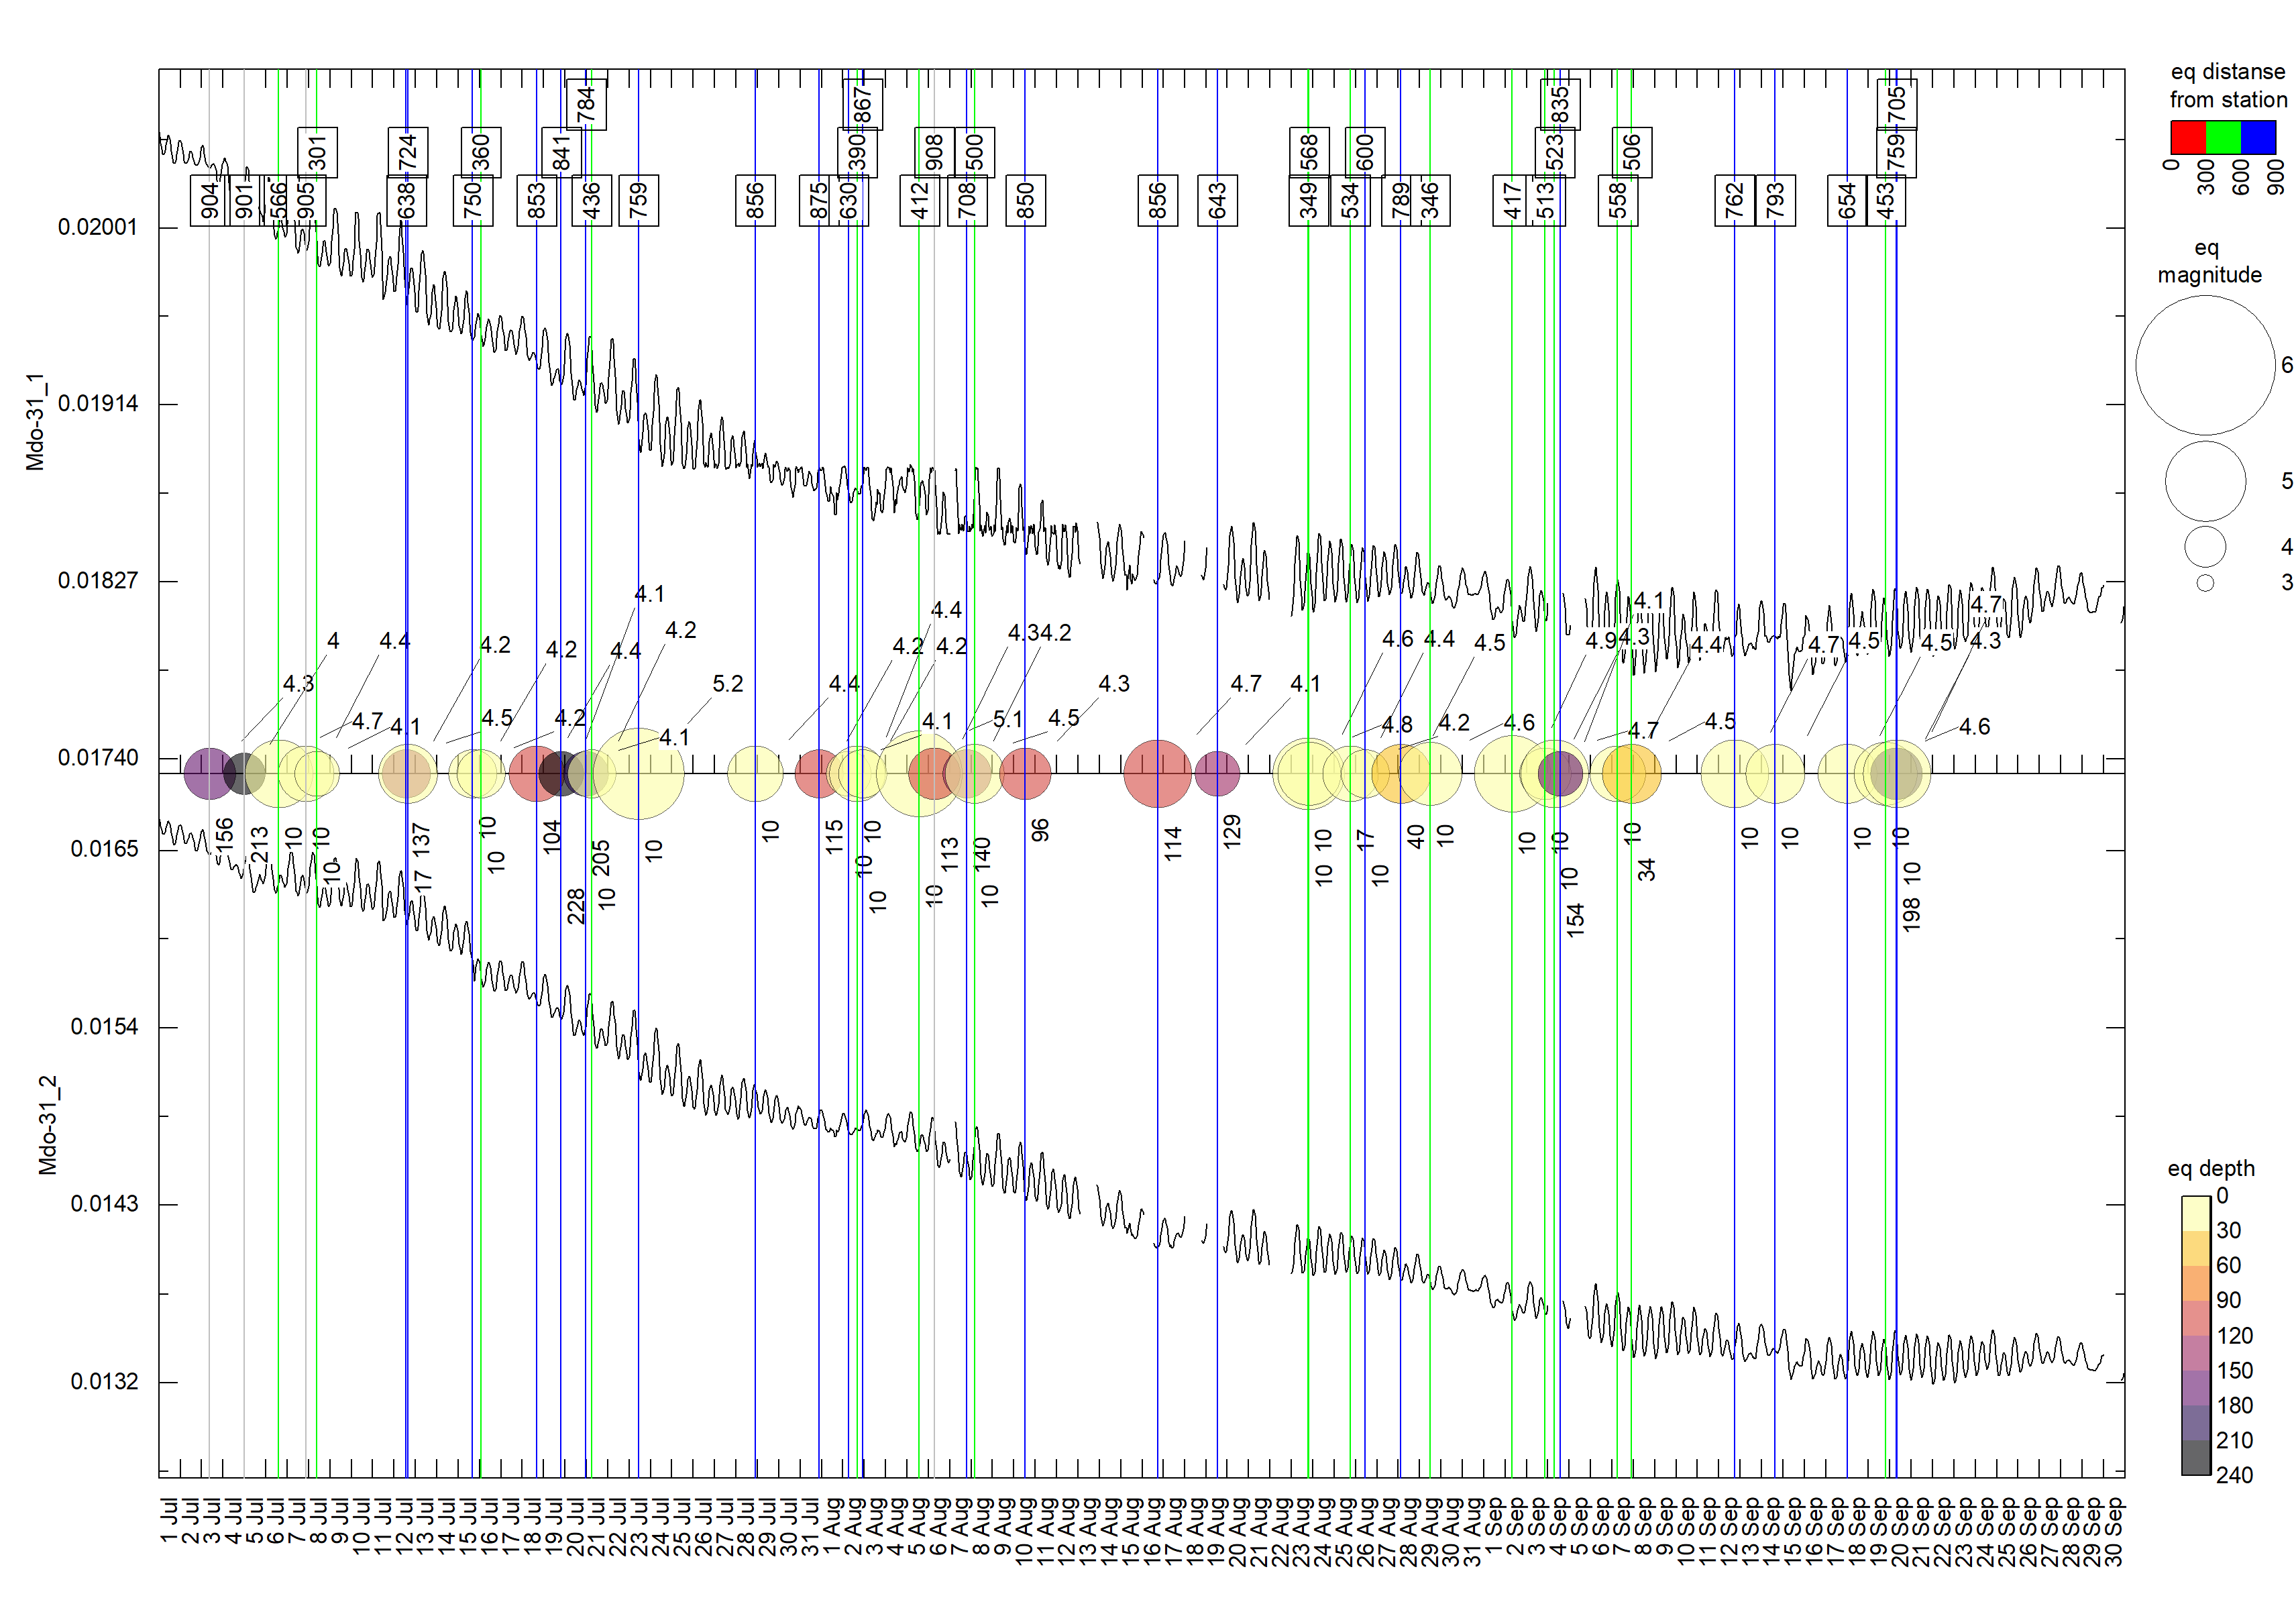 eq distanse
from station
0
300
600
900
eq
magnitude
6
5
4
3
784
867
835
705
301
724
360
841
390
908
500
568
600
523
506
759
904
901
566
905
638
750
853
436
759
856
875
630
412
708
850
856
643
349
534
789
346
417
513
558
762
793
654
453
0.02001
0.01914
0.01827
0.01740
Mdo-31_1
4.1
4.4
4.7
4.1
4
4.4
4.2
4.2
4.4
4.2
4.2
4.2
4.3
4.2
4.6
4.4
4.5
4.9
4.3
4.4
4.7
4.5
4.5
4.3
4.3
5.2
4.4
4.3
4.7
4.1
4.7
4.1
4.5
4.2
4.1
4.1
5.1
4.5
4.8
4.2
4.6
4.7
4.5
4.6
156
213
10
10
10
17
137
10
10
104
228
205
10
10
10
115
10
10
10
10
113
140
10
96
114
129
10
10
17
10
40
10
10
10
10
154
10
34
10
10
10
10
10
198
0.0165
0.0154
0.0143
0.0132
Mdo-31_2
eq depth
0
30
60
90
120
150
180
210
240
1 Jul
2 Jul
3 Jul
4 Jul
5 Jul
6 Jul
7 Jul
8 Jul
9 Jul
10 Jul
11 Jul
12 Jul
13 Jul
14 Jul
15 Jul
16 Jul
17 Jul
18 Jul
19 Jul
20 Jul
21 Jul
22 Jul
23 Jul
24 Jul
25 Jul
26 Jul
27 Jul
28 Jul
29 Jul
30 Jul
31 Jul
1 Aug
2 Aug
3 Aug
4 Aug
5 Aug
6 Aug
7 Aug
8 Aug
9 Aug
10 Aug
11 Aug
12 Aug
13 Aug
14 Aug
15 Aug
16 Aug
17 Aug
18 Aug
19 Aug
20 Aug
21 Aug
22 Aug
23 Aug
24 Aug
25 Aug
26 Aug
27 Aug
28 Aug
29 Aug
30 Aug
31 Aug
1 Sep
2 Sep
3 Sep
4 Sep
5 Sep
6 Sep
7 Sep
8 Sep
9 Sep
10 Sep
11 Sep
12 Sep
13 Sep
14 Sep
15 Sep
16 Sep
17 Sep
18 Sep
19 Sep
20 Sep
21 Sep
22 Sep
23 Sep
24 Sep
25 Sep
26 Sep
27 Sep
28 Sep
29 Sep
30 Sep